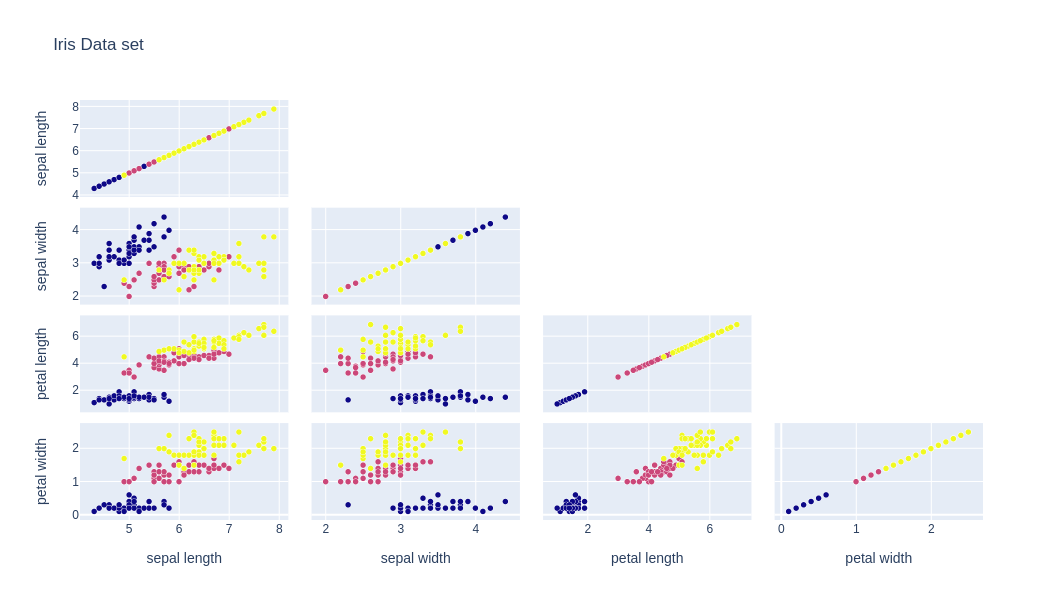 Iris Data set
8
7
6
5
4
sepal length
4
3
2
sepal width
6
4
2
petal length
2
1
0
petal width
5 6 7 8 2 3 4 2 4 6 0 1 2
sepal length sepal width petal length petal width